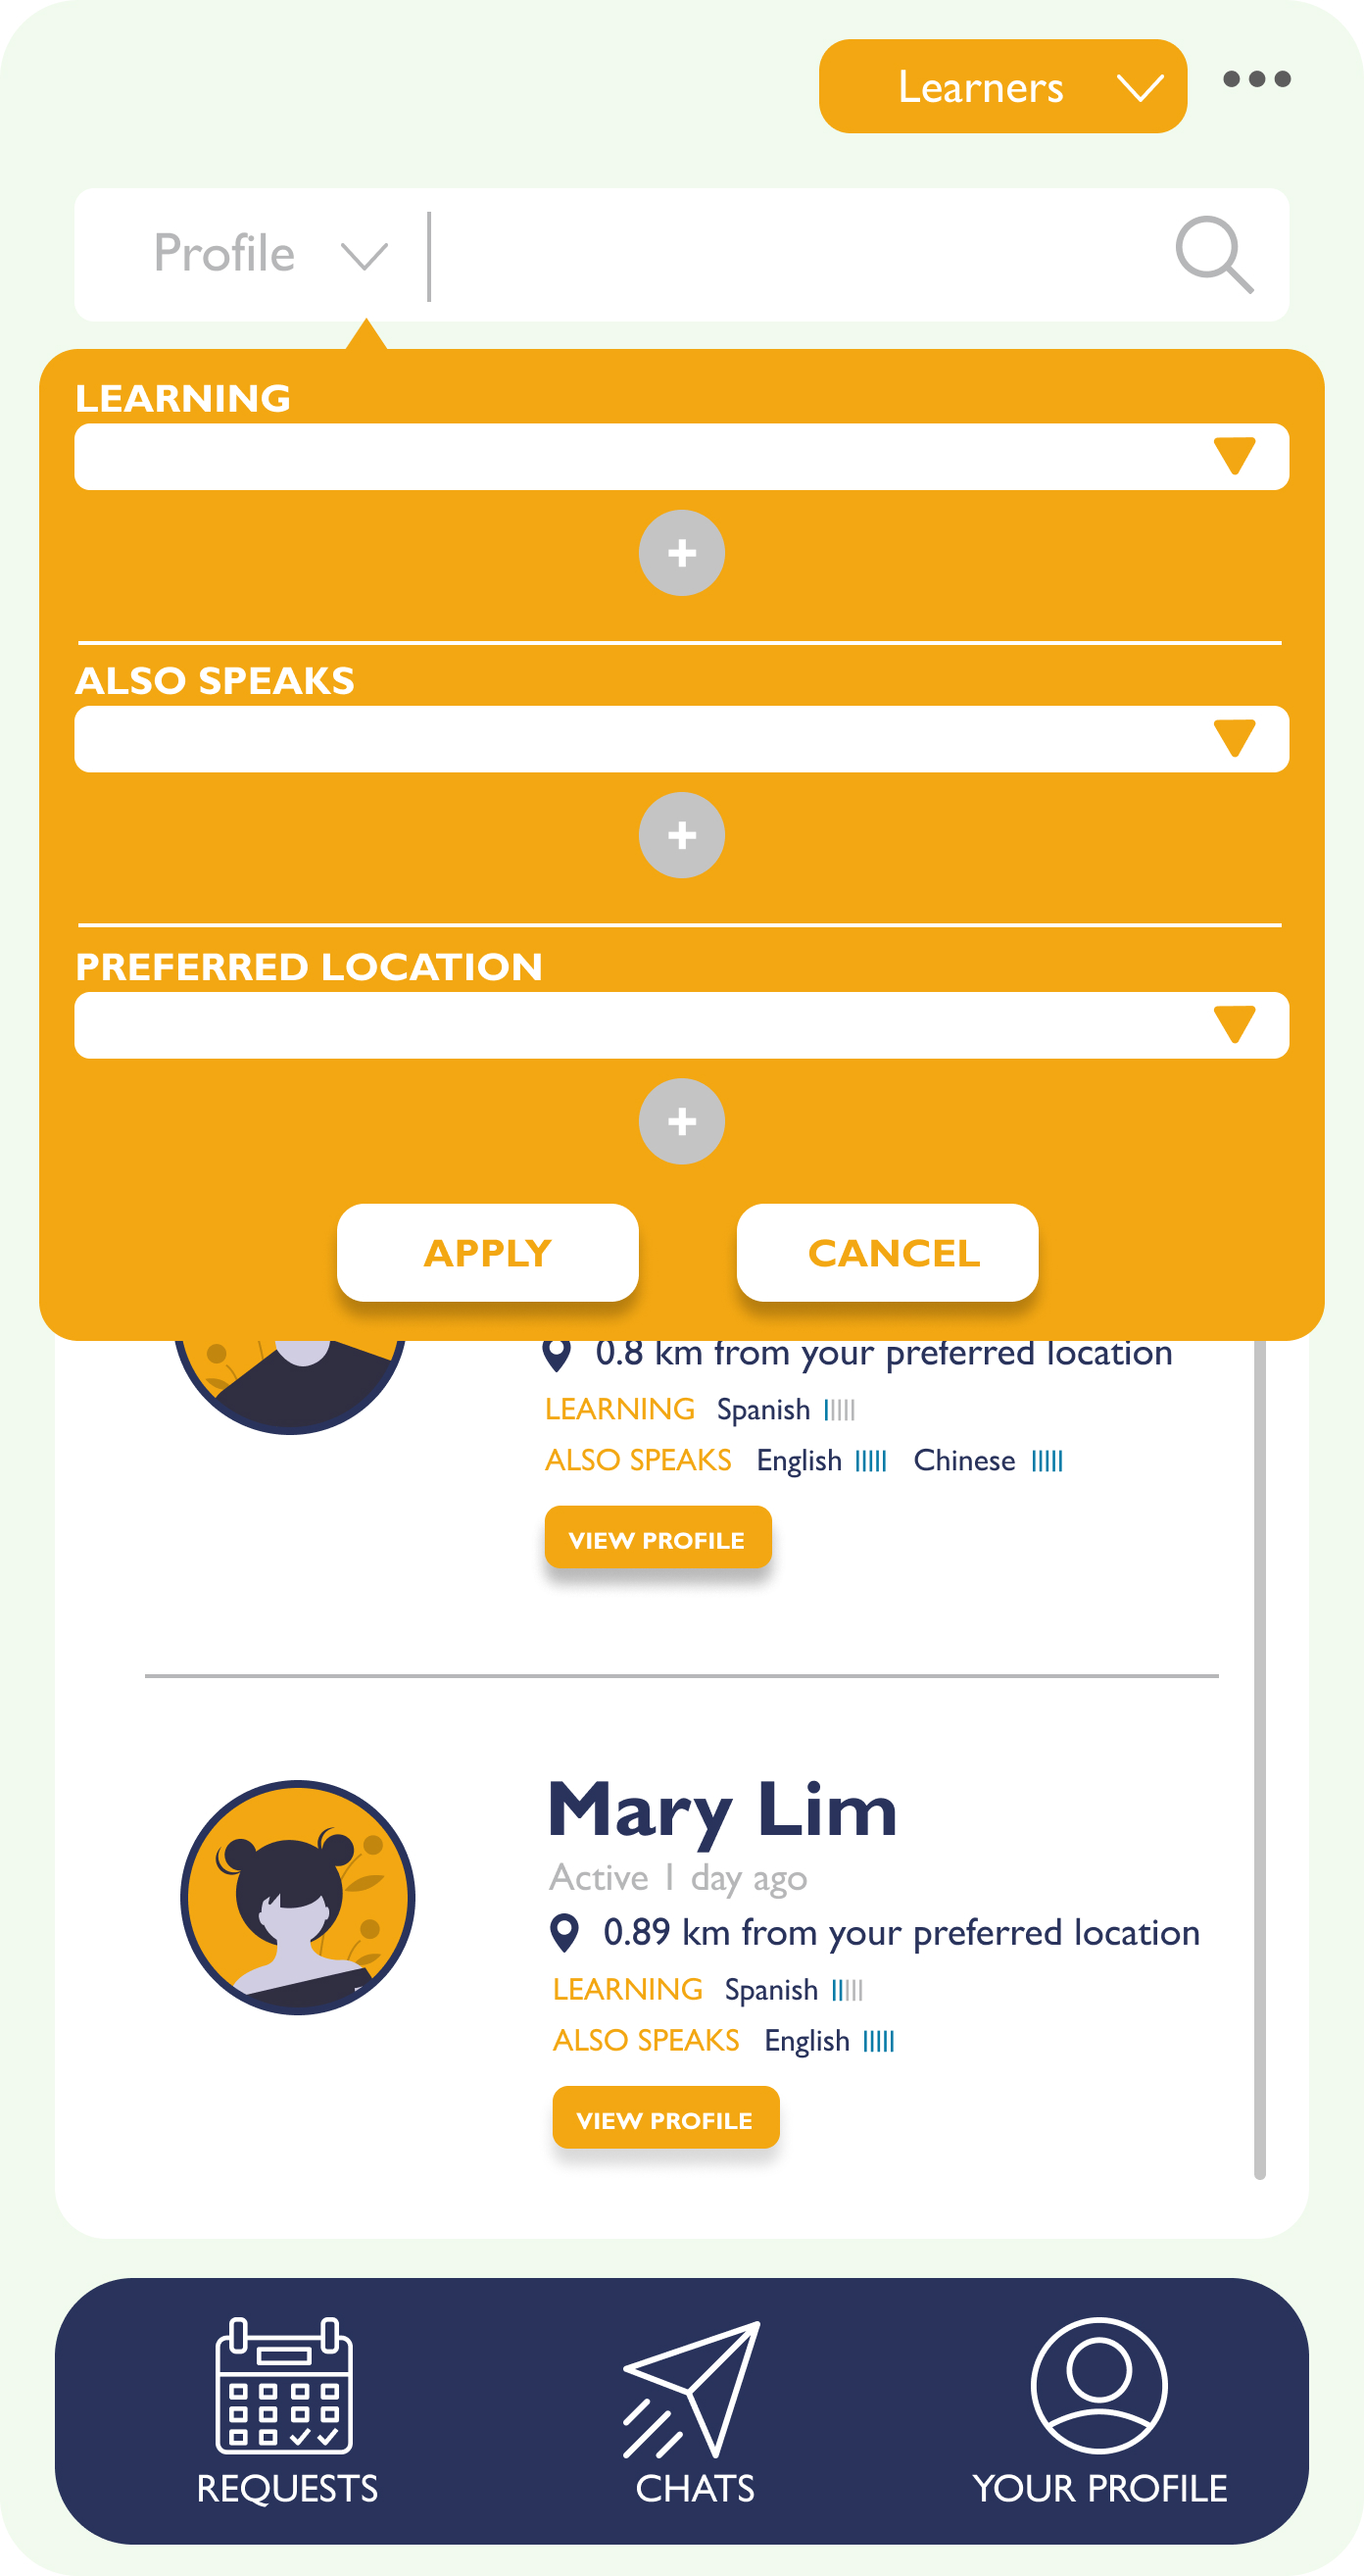 Learners
Profile
LEARNING
+
ALSO SPEAKS
+
PREFERRED LOCATION
+
APPLY CANCEL
0.8 km from your preferred location
LEARNING Spanish
ALSO SPEAKS English Chinese
VIEW PROFILE
Mary Lim
Active 1 day ago
0.89 km from your preferred location
LEARNING Spanish
ALSO SPEAKS English
VIEW PROFILE
REQUESTS CHATS YOUR PROFILE